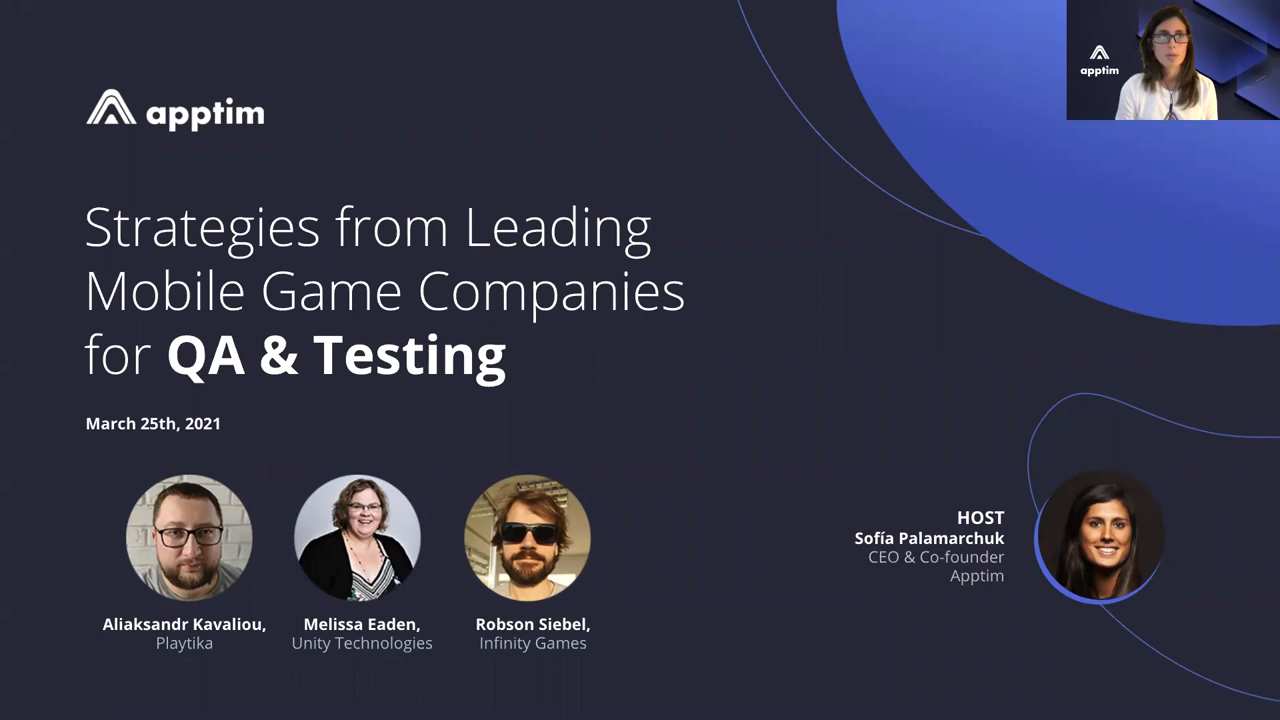 apptim
apptim
Strategies from Leading
Mobile Game Companies
for QA & Testing
March 25th, 2021
HOST
Sofía Palamarchuk
CEO & Co-founder
Apptim
Aliaksandr Kavaliou,
Playtika
Melissa Eaden,
Unity Technologies
Robson Siebel,
Infinity Games